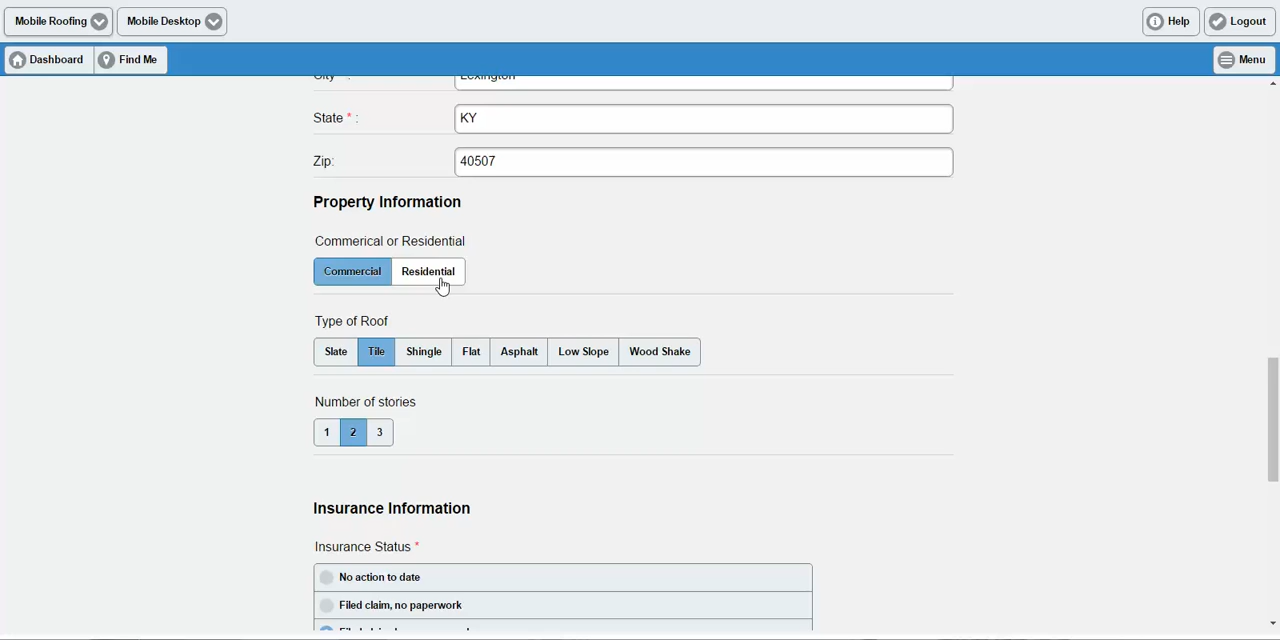 Mobile Roofing
Mobile Desktop
Help
Logout
Dashboard
Find Me
Menu
City * :
Lexington
State * :
KY
Zip:
40507
Property Information
Commerical or Residential
Commercial
Residential
Type of Roof
Slate
Tile
Shingle
Flat
Asphalt
Low Slope
Wood Shake
Number of stories
1
2
3
Insurance Information
Insurance Status *
No action to date
Filed claim, no paperwork